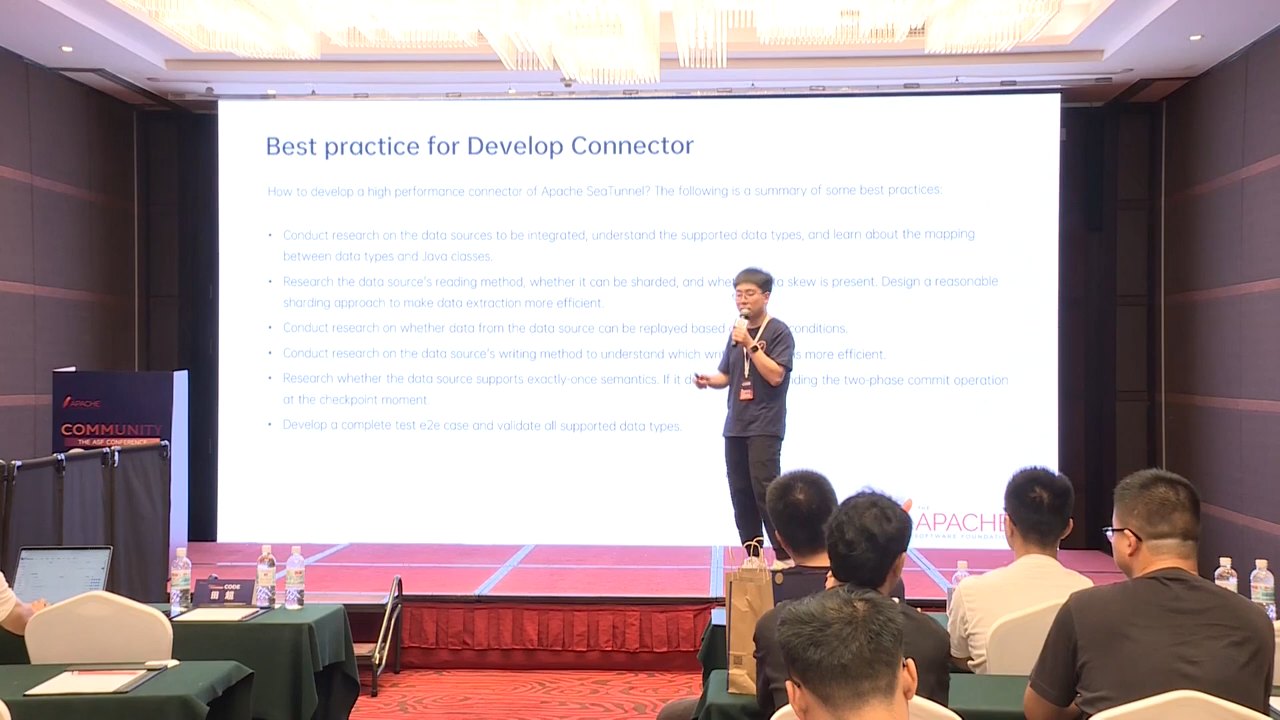 Best practice for Develop Connector
How to develop a high performance connector of Apache SeaTunnel? The following is a summary of some best practices:
• Conduct research on the data sources to be integrated, understand the supported data types, and learn about the mapping
between data types and Java classes.
• Research the data source's reading method, whether it can be sharded, and skew is present. Design a reasonable
sharding approach to make data extraction more efficient.
• Conduct research on whether data from the data source can be replayed based conditions.
• Conduct research on the data source's writing method to understand which is more efficient.
• Research whether the data source supports exactly-once semantics. If it the two-phase commit operation
at the checkpoint moment.
• Develop a complete test e2e case and validate all supported data types.
APACHE
COMMUNITY
THE ASF CONFERENCE
THE
APACHE
SOFTWARE
CODE